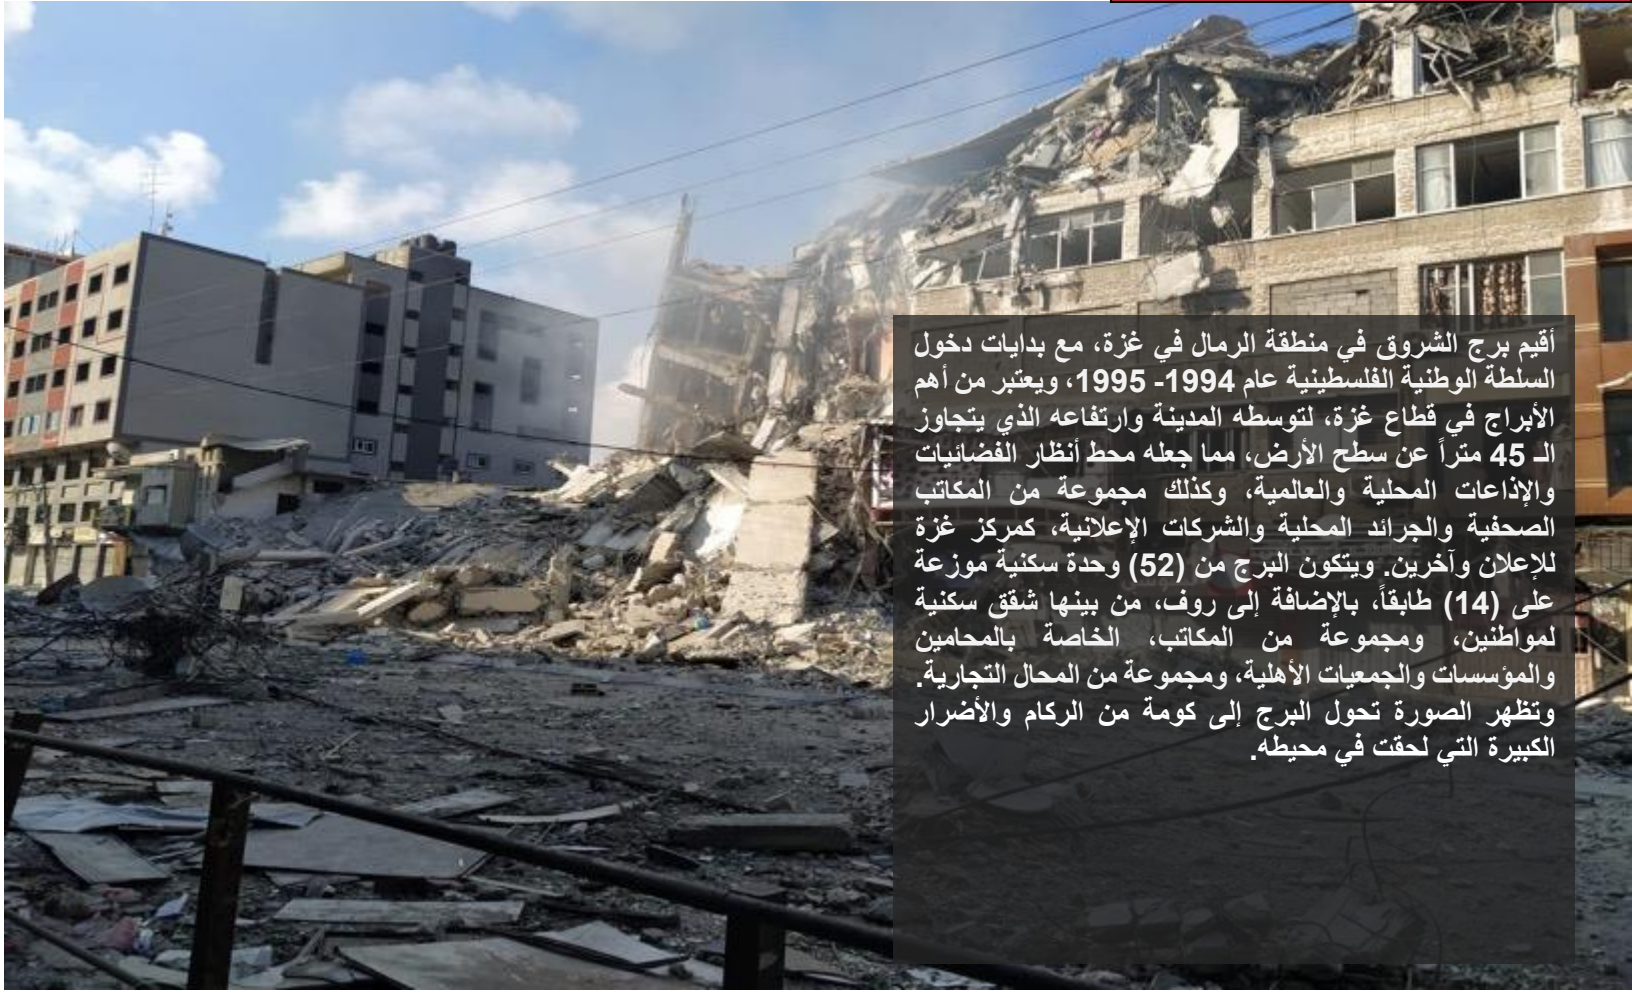 أقيم برج الشروق في منطقة الرمال في غزة، مع بدايات دخول
السلطة الوطنية الفلسطينية عام 1994- 1995، ويعتبر من أهم
الأبراج في قطاع غزة، لتوسطه المدينة وارتفاعه الذي يتجاوز
الـ 45 متراً عن سطح الأرض، مما جعله محط أنظار الفضائيات
والإذاعات المحلية والعالمية، وكذلك مجموعة من المكاتب
الصحفية والجرائد المحلية والشركات الإعلانية، كمركز غزة
للإعلان وآخرين. ويتكون البرج من (52) وحدة سكنية موزعة
على (14) طابقاً، بالإضافة إلى روف، من بينها شقق سكنية
لمواطنين، ومجموعة من المكاتب، الخاصة بالمحامين
والمؤسسات والجمعيات الأهلية، ومجموعة من المحال التجارية.
وتظهر الصورة تحول البرج إلى كومة من الركام والأضرار
الكبيرة التي لحقت في محيطه.